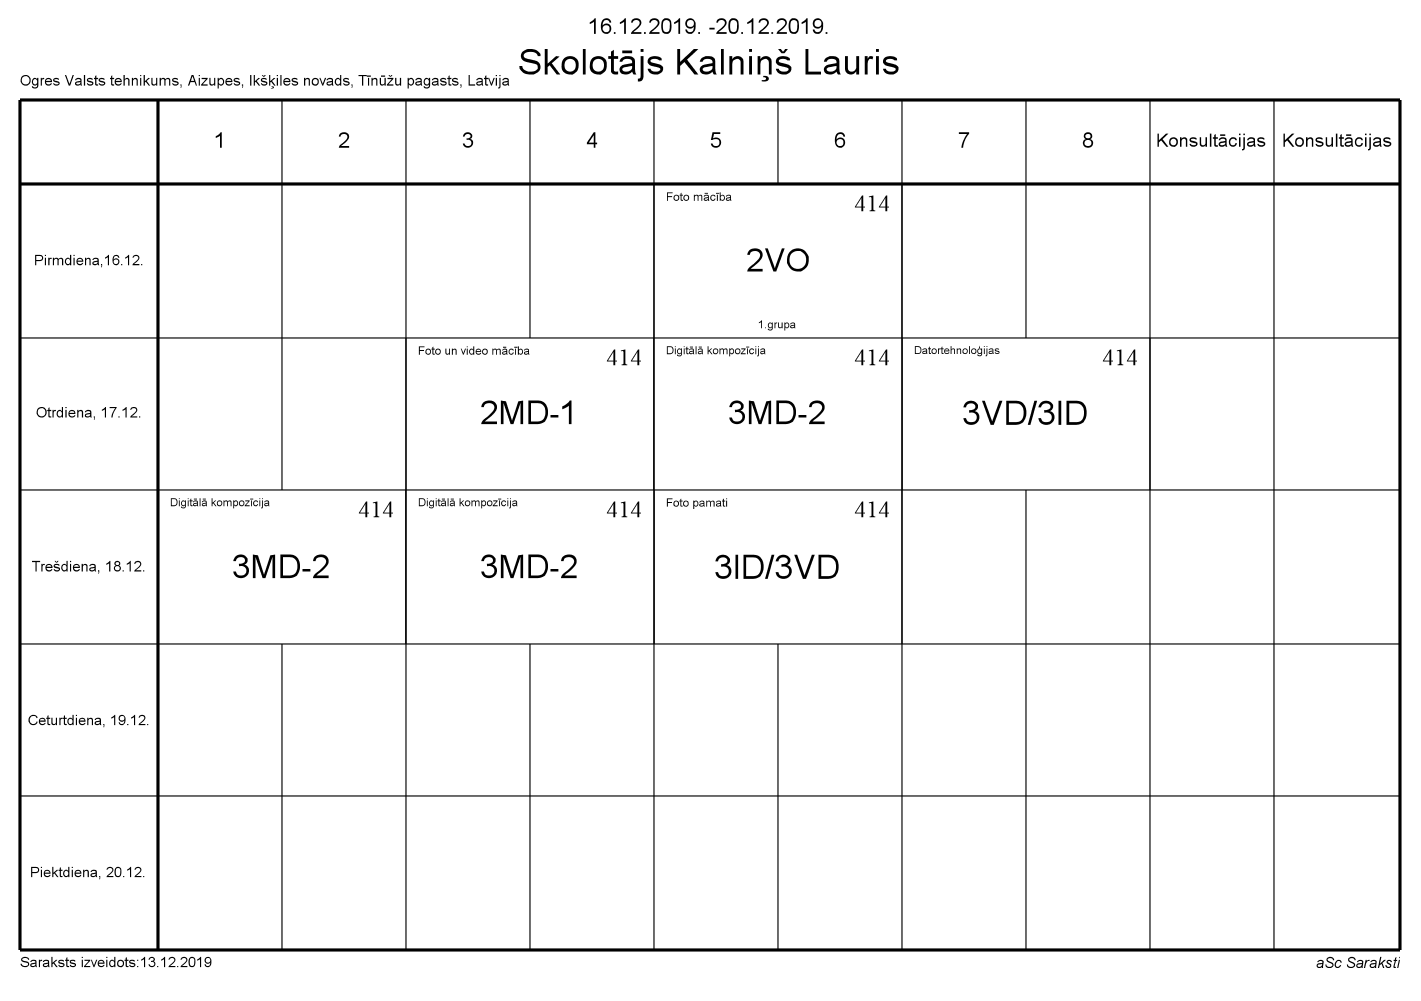 16.12.2019. -20.12.2019.
Skolotājs Kalniņš Lauris
Ogres Valsts tehnikums, Aizupes, Ikšķiles novads, Tīnūžu pagasts, Latvija
1 2 3 4 5 6 7 8 Konsultācijas Konsultācijas
Pirmdiena,16.12.
Foto mācība 414
2VO
1.grupa
Otrdiena, 17.12.
Foto un video mācība 414
2MD-1
Digitālā kompozīcija 414
3MD-2
Datortehnoloģijas 414
3VD/3ID
Trešdiena, 18.12.
Digitālā kompozīcija 414
3MD-2
Digitālā kompozīcija 414
3MD-2
Foto pamati 414
3ID/3VD
Ceturtdiena, 19.12.
Piektdiena, 20.12.
Saraksts izveidots:13.12.2019
aSc Saraksti